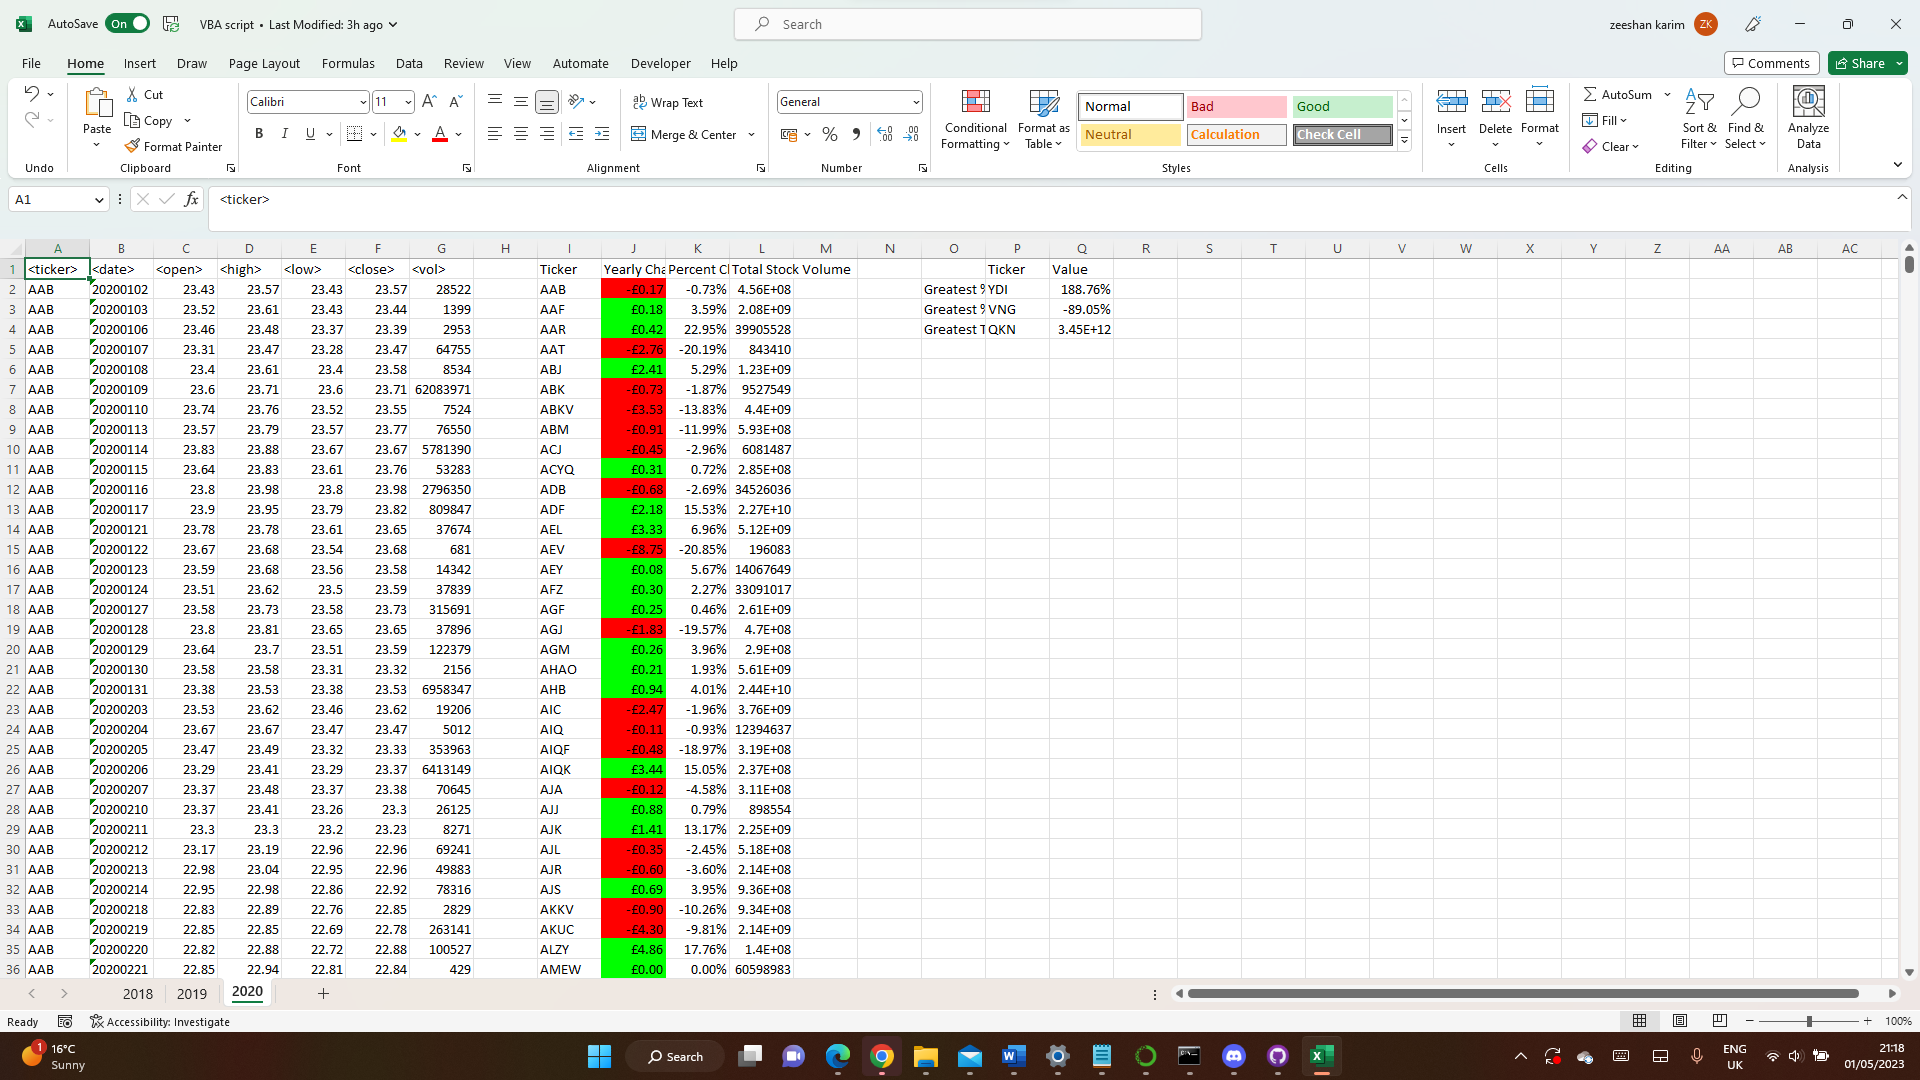 AutoSave On VBA script • Last Modified: 3h ago Search zeeshan karim ZK
File Home Insert Draw Page Layout Formulas Data Review View Automate Developer Help Comments Share
Cut Calibri 11 Wrap Text General Normal Bad Good AutoSum
Paste Copy Conditional Formatting Format as Table Insert Delete Format Fill Sort & Filter Find & Select Analyze Data
Format Painter B I U Merge & Center % Neutral Calculation Check Cell Clear
Undo Clipboard Font Alignment Number Styles Cells Editing Analysis
A1 fx <ticker>
A B C D E F G H I J K L M N O P Q R S T U V W X Y Z AA AB AC
1 <ticker> <date> <open> <high> <low> <close> <vol> Ticker Yearly Cha Percent Cl Total Stock Volume Ticker Value
2 AAB 20200102 23.43 23.57 23.43 23.57 28522 AAB -£0.17 -0.73% 4.56E+08 Greatest % YDI 188.76%
3 AAB 20200103 23.52 23.61 23.43 23.44 1399 AAF £0.18 3.59% 2.08E+09 Greatest % VNG -89.05%
4 AAB 20200106 23.46 23.48 23.37 23.39 2953 AAR £0.42 22.95% 39905528 Greatest T QKN 3.45E+12
5 AAB 20200107 23.31 23.47 23.28 23.47 64755 AAT -£2.76 -20.19% 843410
6 AAB 20200108 23.4 23.61 23.4 23.58 8534 ABJ £2.41 5.29% 1.23E+09
7 AAB 20200109 23.6 23.71 23.6 23.71 62083971 ABK -£0.73 -1.87% 9527549
8 AAB 20200110 23.74 23.76 23.52 23.55 7524 ABKV -£3.53 -13.83% 4.4E+09
9 AAB 20200113 23.57 23.79 23.57 23.77 76550 ABM -£0.91 -11.99% 5.93E+08
10 AAB 20200114 23.83 23.88 23.67 23.67 5781390 ACJ -£0.45 -2.96% 6081487
11 AAB 20200115 23.64 23.83 23.61 23.76 53283 ACYQ £0.31 0.72% 2.85E+08
12 AAB 20200116 23.8 23.98 23.8 23.98 2796350 ADB -£0.68 -2.69% 34526036
13 AAB 20200117 23.9 23.95 23.79 23.82 809847 ADF £2.18 15.53% 2.27E+10
14 AAB 20200121 23.78 23.78 23.61 23.65 37674 AEL £3.33 6.96% 5.12E+09
15 AAB 20200122 23.67 23.68 23.54 23.68 681 AEV -£8.75 -20.85% 196083
16 AAB 20200123 23.59 23.68 23.56 23.58 14342 AEY £0.08 5.67% 14067649
17 AAB 20200124 23.51 23.62 23.5 23.59 37839 AFZ £0.30 2.27% 33091017
18 AAB 20200127 23.58 23.73 23.58 23.73 315691 AGF £0.25 0.46% 2.61E+09
19 AAB 20200128 23.8 23.81 23.65 23.65 37896 AGJ -£1.83 -19.57% 4.7E+08
20 AAB 20200129 23.64 23.7 23.51 23.59 122379 AGM £0.26 3.96% 2.9E+08
21 AAB 20200130 23.58 23.58 23.31 23.32 2156 AHAO £0.21 1.93% 5.61E+09
22 AAB 20200131 23.38 23.53 23.38 23.53 6958347 AHB £0.94 4.01% 2.44E+10
23 AAB 20200203 23.53 23.62 23.46 23.62 19206 AIC -£2.47 -1.96% 3.76E+09
24 AAB 20200204 23.67 23.67 23.47 23.47 5012 AIQ -£0.11 -0.93% 12394637
25 AAB 20200205 23.47 23.49 23.32 23.33 353963 AIQF -£0.48 -18.97% 3.19E+08
26 AAB 20200206 23.29 23.41 23.29 23.37 6413149 AIQK £3.44 15.05% 2.37E+08
27 AAB 20200207 23.37 23.48 23.37 23.38 70645 AJA -£0.12 -4.58% 3.11E+08
28 AAB 20200210 23.37 23.41 23.26 23.3 26125 AJJ £0.88 0.79% 898554
29 AAB 20200211 23.3 23.3 23.2 23.23 8271 AJK £1.41 13.17% 2.25E+09
30 AAB 20200212 23.17 23.19 22.96 22.96 69241 AJL -£0.35 -2.45% 5.18E+08
31 AAB 20200213 22.98 23.04 22.95 22.96 49883 AJR -£0.60 -3.60% 2.14E+08
32 AAB 20200214 22.95 22.98 22.86 22.92 78316 AJS £0.69 3.95% 9.36E+08
33 AAB 20200218 22.83 22.89 22.76 22.85 2829 AKKV -£0.90 -10.26% 9.34E+08
34 AAB 20200219 22.85 22.85 22.69 22.78 263141 AKUC -£4.30 -9.81% 2.14E+09
35 AAB 20200220 22.82 22.88 22.72 22.88 100527 ALZY £4.86 17.76% 1.4E+08
36 AAB 20200221 22.85 22.94 22.81 22.84 429 AMEW £0.00 0.00% 60598983
2018 2019 2020
Ready Accessibility: Investigate 100%
1 16°C Sunny Search ENG UK 21:18 01/05/2023